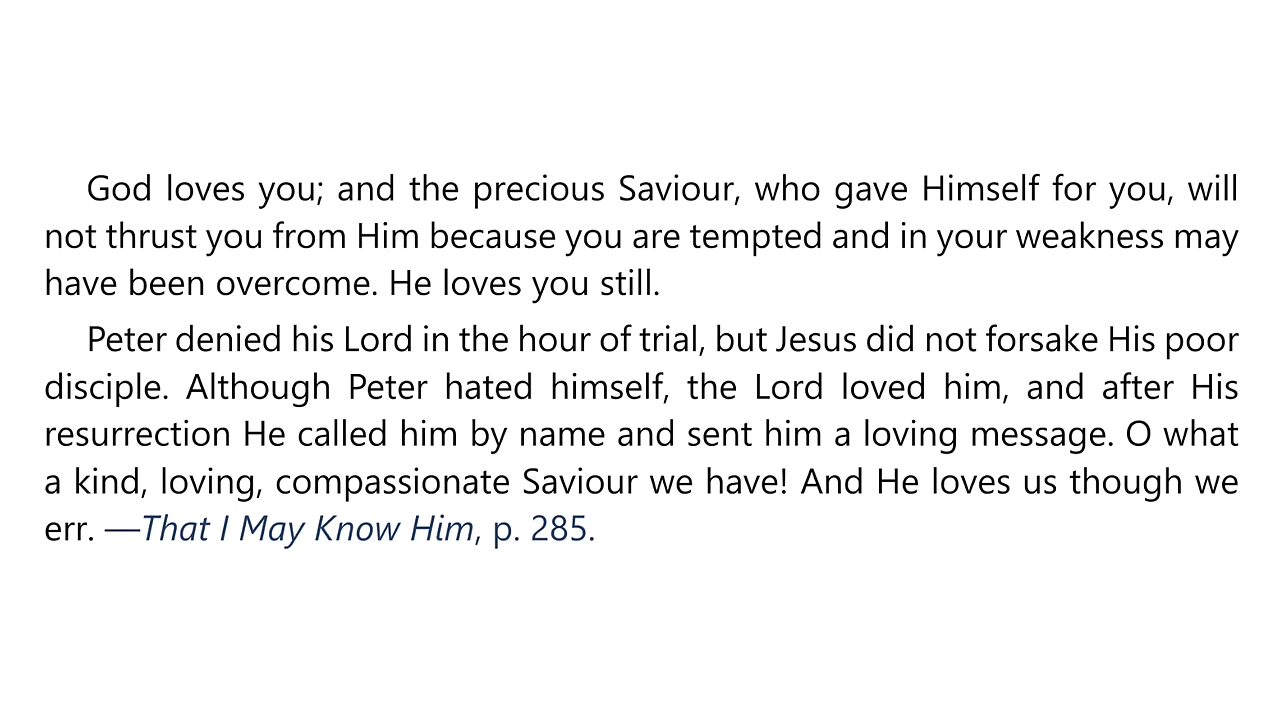 God loves you; and the precious Saviour, who gave Himself for you, will
not thrust you from Him because you are tempted and in your weakness may
have been overcome. He loves you still.
Peter denied his Lord in the hour of trial, but Jesus did not forsake His poor
disciple. Although Peter hated himself, the Lord loved him, and after His
resurrection He called him by name and sent him a loving message. O what
a kind, loving, compassionate Saviour we have! And He loves us though we
err. —That I May Know Him, p. 285.